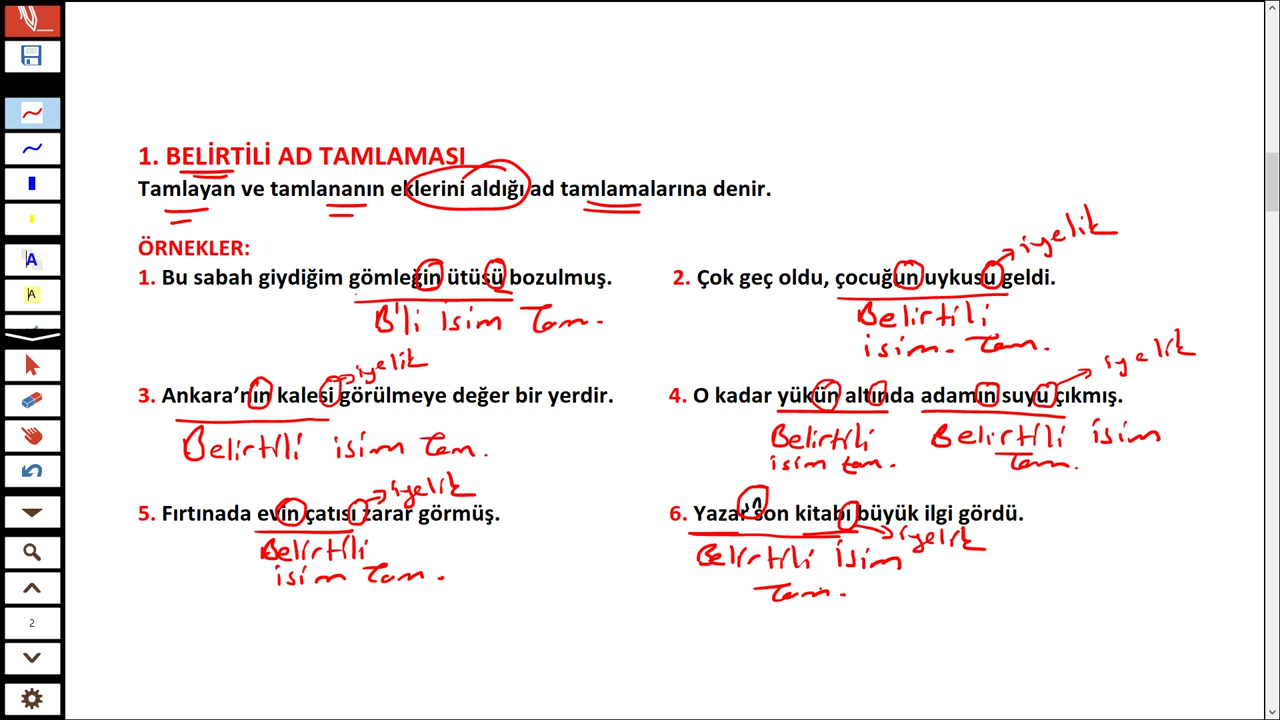 1. BELİRTİLİ AD TAMLAMASI
Tamlayan ve tamlananın eklerini aldığı ad tamlamalarına denir.
ÖRNEKLER:
iyelik
1. Bu sabah giydiğim gömleğin ütüsü bozulmuş.
B'li isim Tam.
2. Çok geç oldu, çocuğun uykusu geldi.
Belirtili
isim. Tam.
iyelik
3. Ankara’nın kalesi görülmeye değer bir yerdir.
Belirtili isim Tam.
iyelik
4. O kadar yükün altında adamın suyu çıkmış.
Belirtili
isim tam.
Belirtili isim
Tam.
iyelik
5. Fırtınada evin çatısı zarar görmüş.
Belirtili
isim Tam.
6. Yazar'ın son kitabı büyük ilgi gördü.
iyelik
Belirtili İsim
Tam.
A
A
2